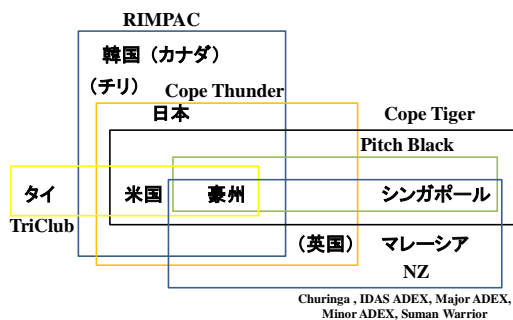 RIMPAC
韓国（カナダ）
（チリ）
Cope Thunder
日本
Cope Tiger
Pitch Black
タイ 米国 豪州 シンガポール
TriClub
（英国） マレーシア
NZ
Churinga , IDAS ADEX, Major ADEX,
Minor ADEX, Suman Warrior